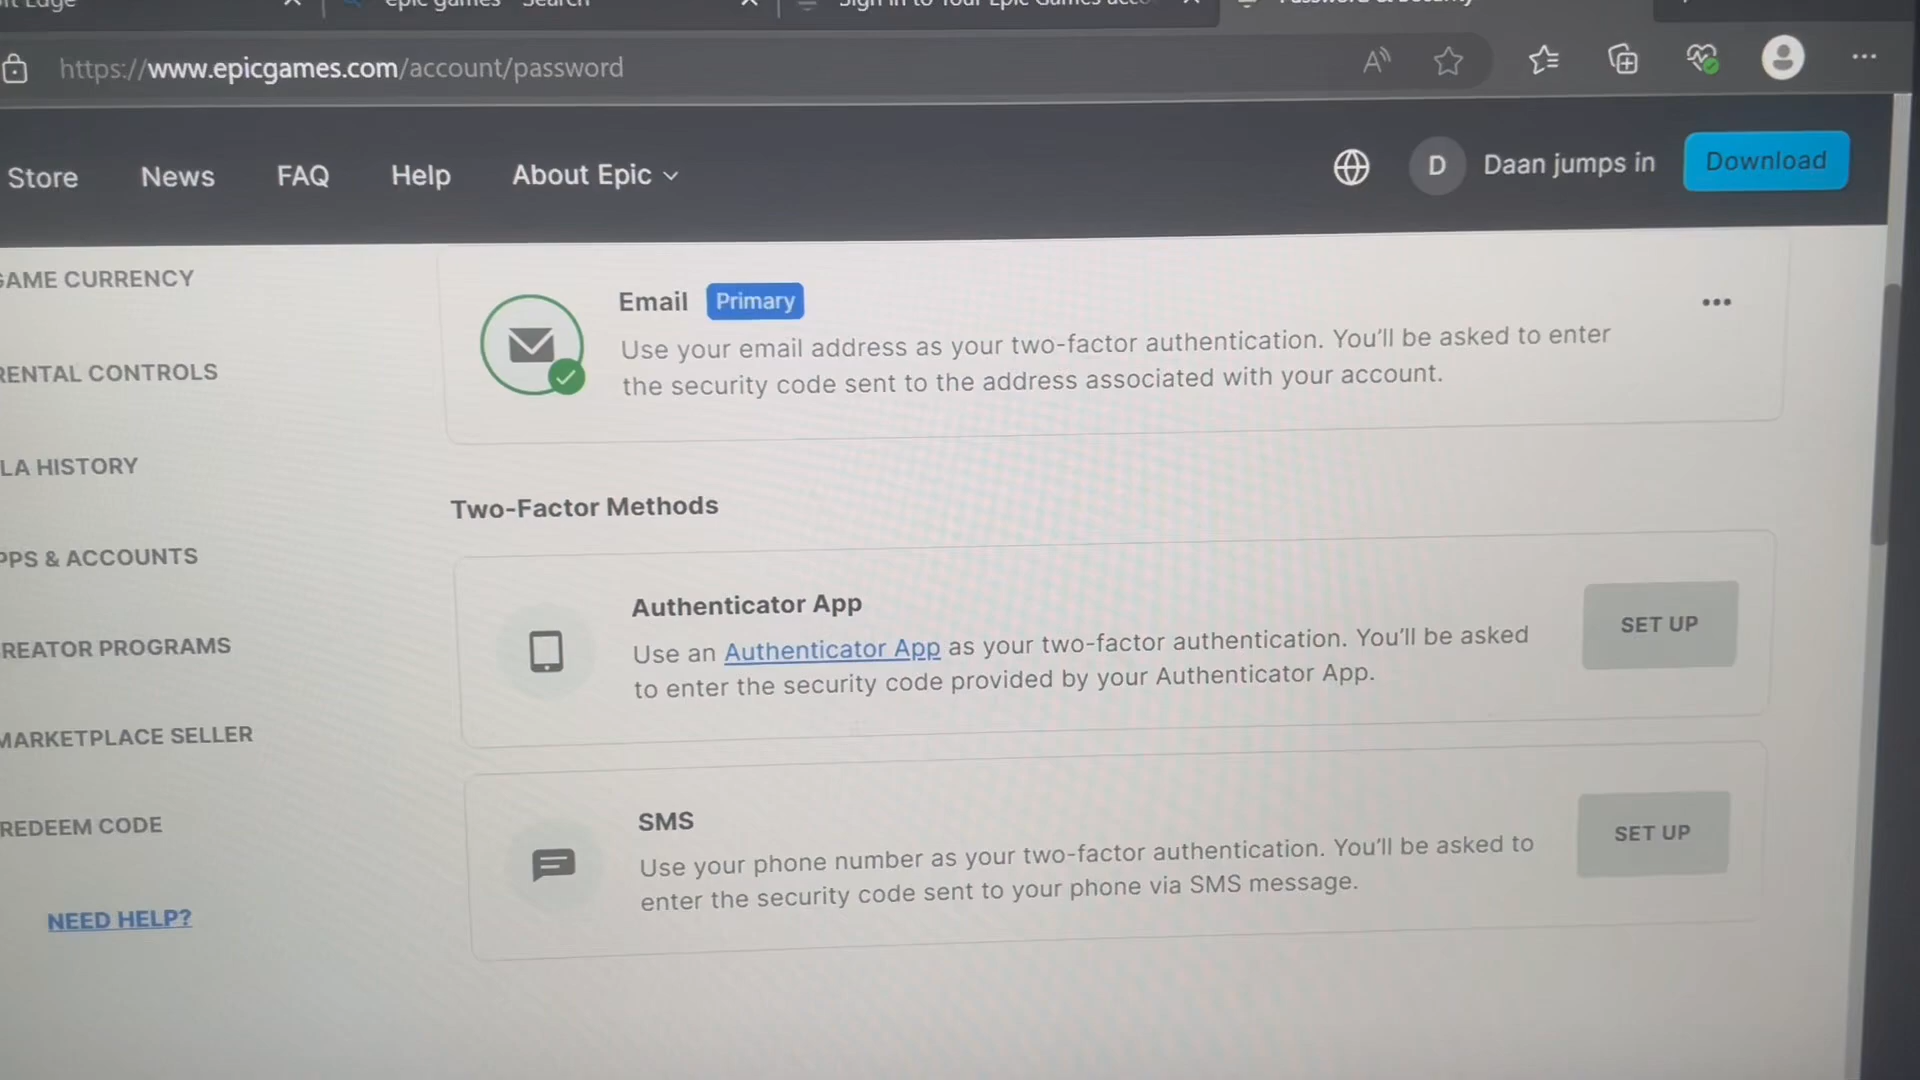 https://www.epicgames.com/account/password
Store News FAQ Help About Epic
D Daan jumps in Download
GAME CURRENCY
RENTAL CONTROLS
LA HISTORY
PPS & ACCOUNTS
REATOR PROGRAMS
MARKETPLACE SELLER
REDEEM CODE
NEED HELP?
Email Primary
Use your email address as your two-factor authentication. You'll be asked to enter
the security code sent to the address associated with your account.
Two-Factor Methods
Authenticator App
Use an Authenticator App as your two-factor authentication. You'll be asked
to enter the security code provided by your Authenticator App.
SET UP
SMS
Use your phone number as your two-factor authentication. You'll be asked to
enter the security code sent to your phone via SMS message.
SET UP